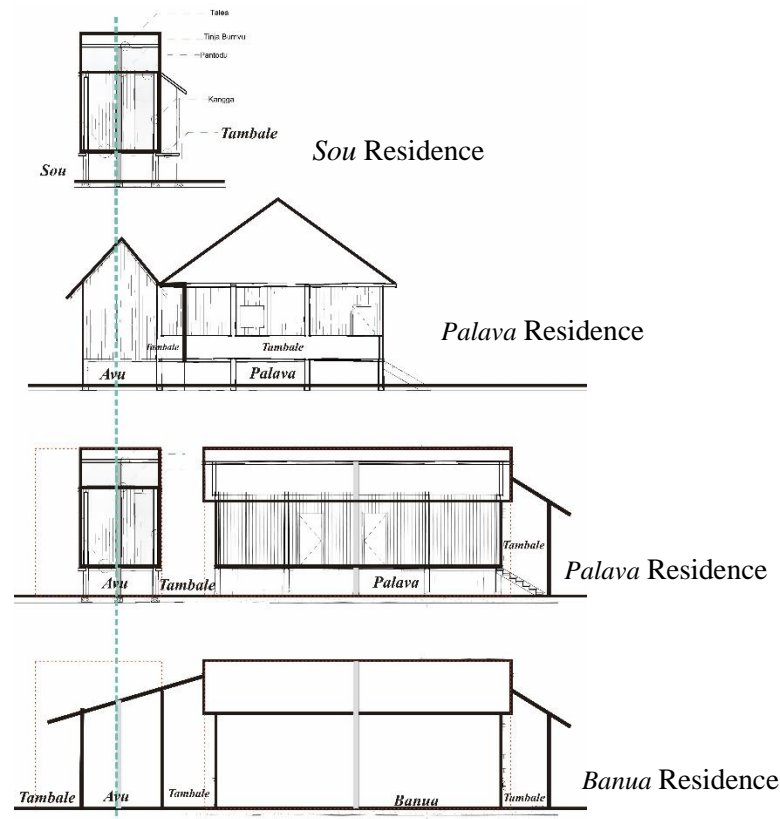 Talea
Tinja Bumvu
Pantodu
Kangga
Tambale
Sou
Sou Residence
Tambale
Tambale
Avu
Palava
Palava Residence
Tambale
Avu
Tambale
Palava
Palava Residence
Tambale
Avu
Tambale
Banua
Tambale
Banua Residence